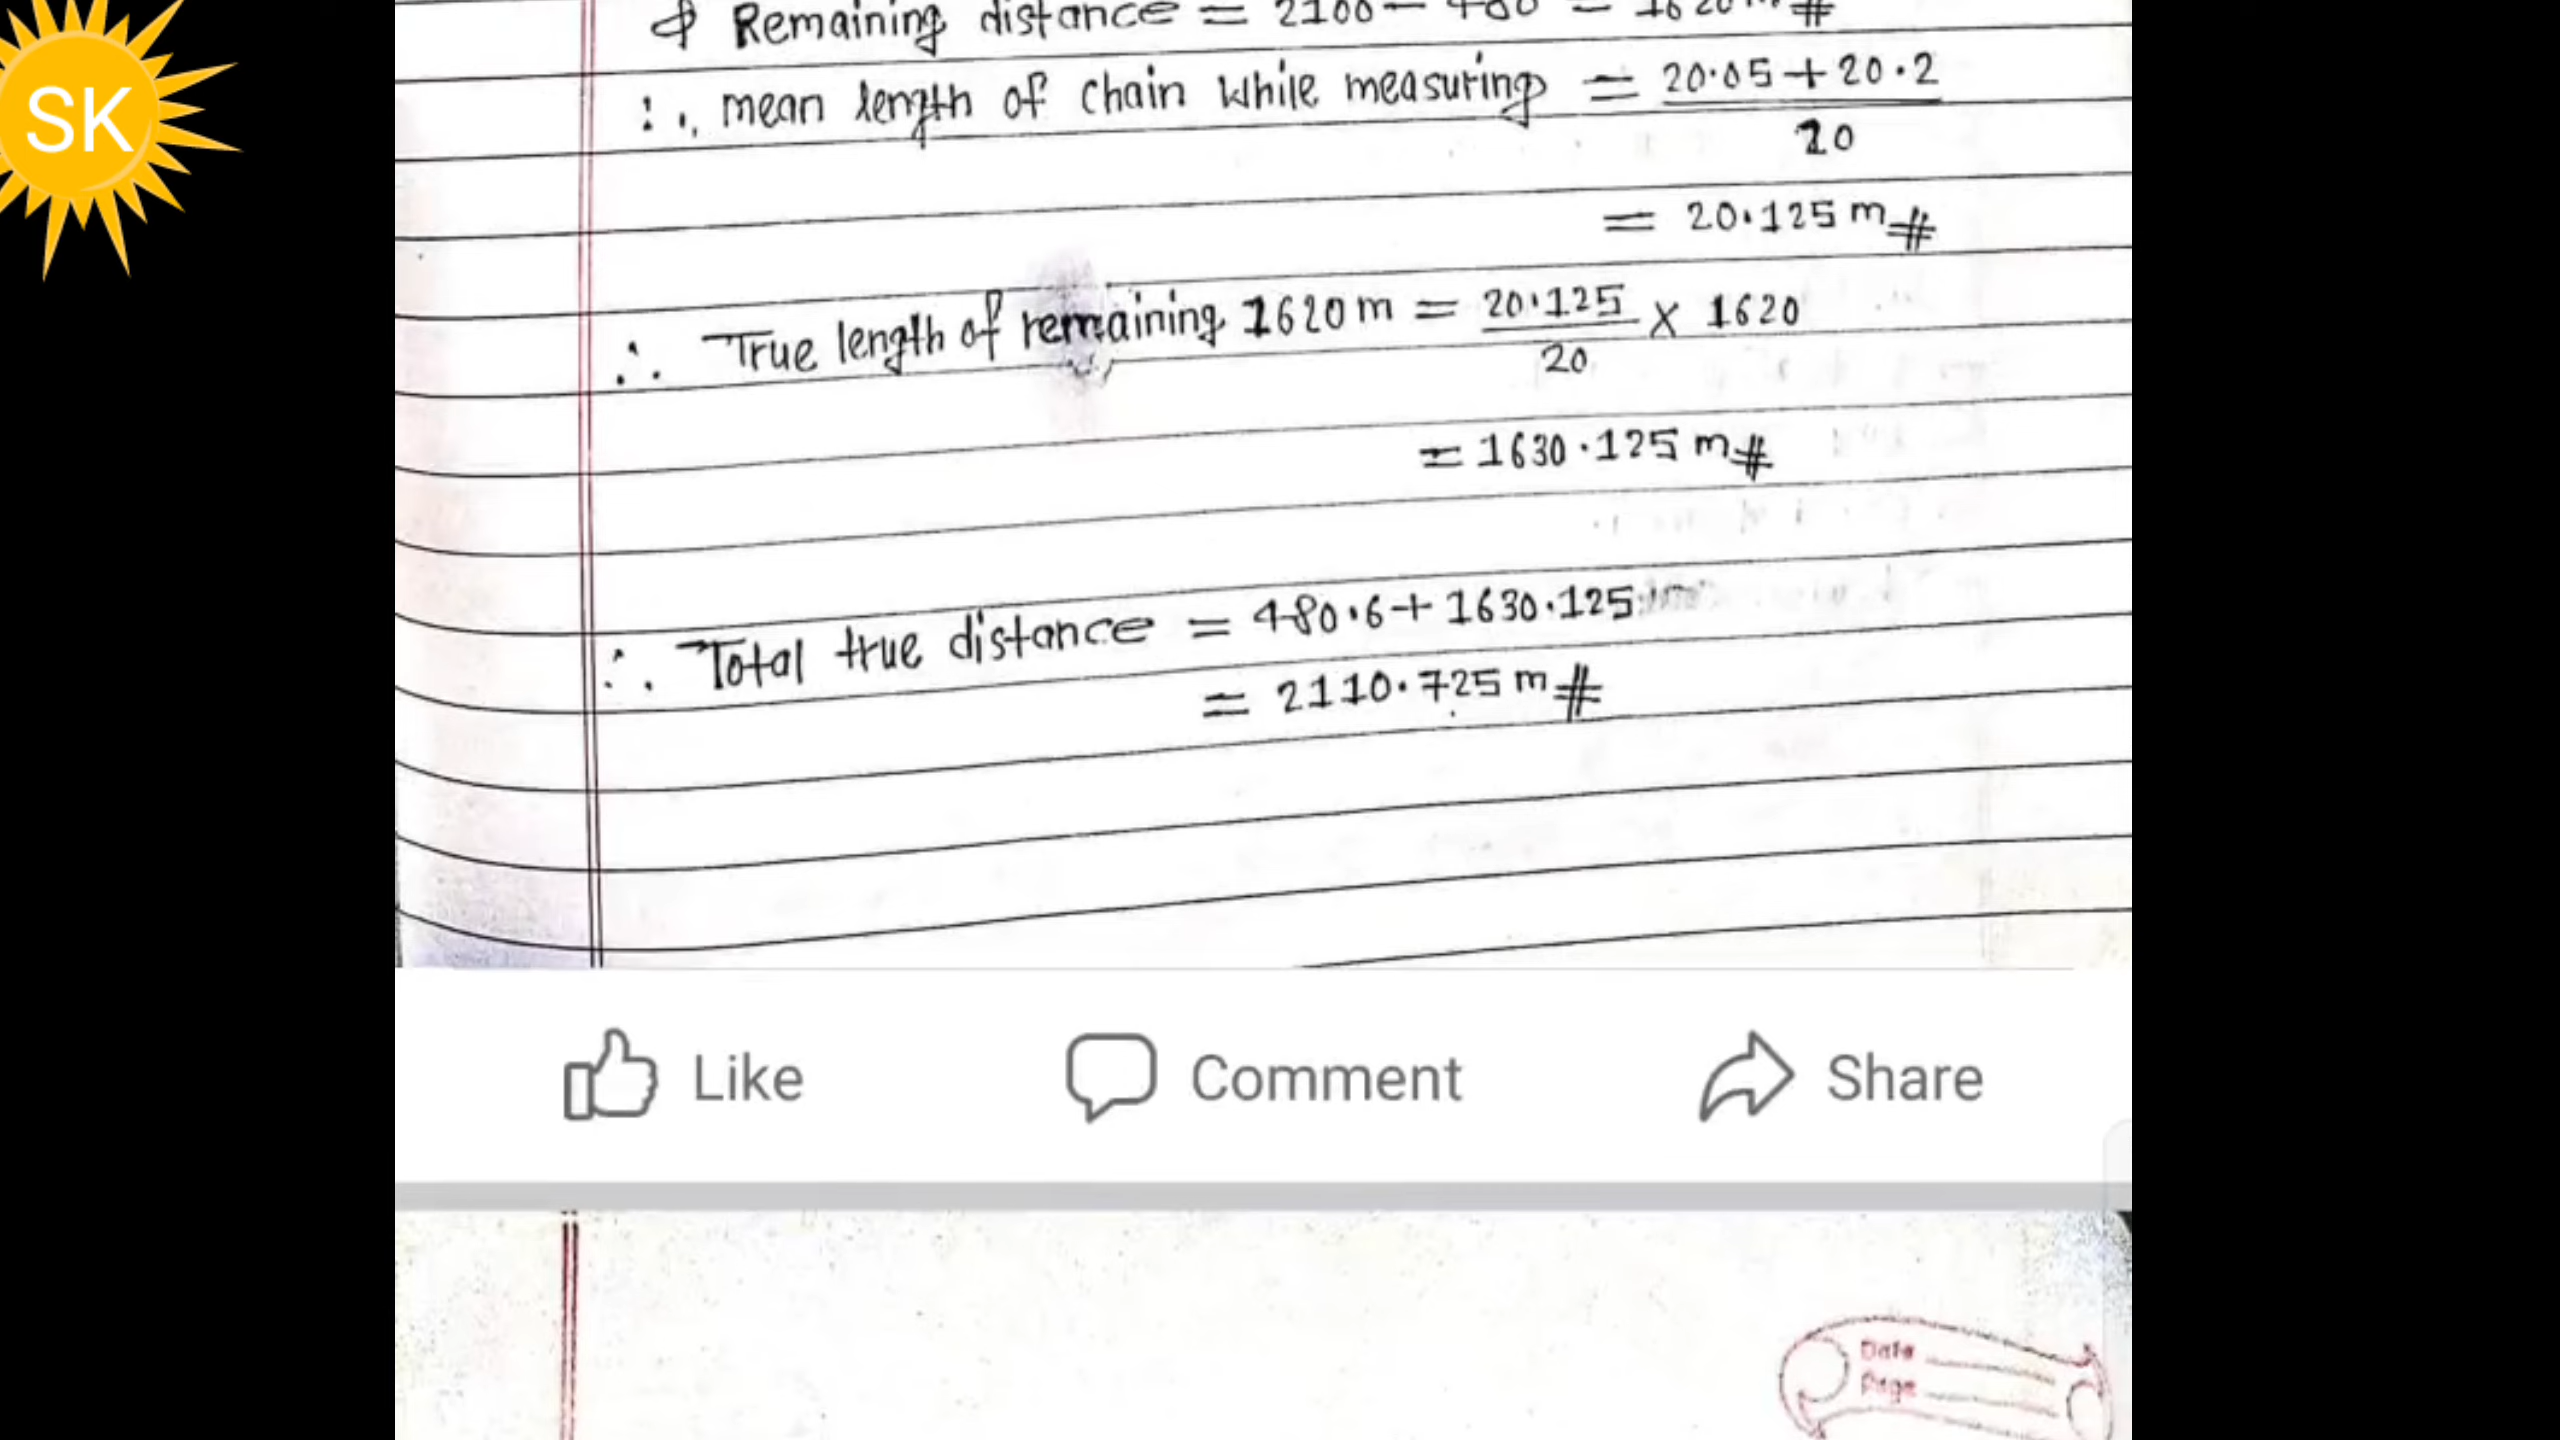 SK
& Remaining distance = 2100 - 480 = 1620 m #
∴ mean length of chain while measuring = 20.05 + 20.2
20
= 20.125 m #
∴ True length of remaining 1620 m = 20.125 × 1620
20
= 1630.125 m #
∴ Total true distance = 480.6 + 1630.125
= 2110.725 m #
Like Comment Share
Date
Page